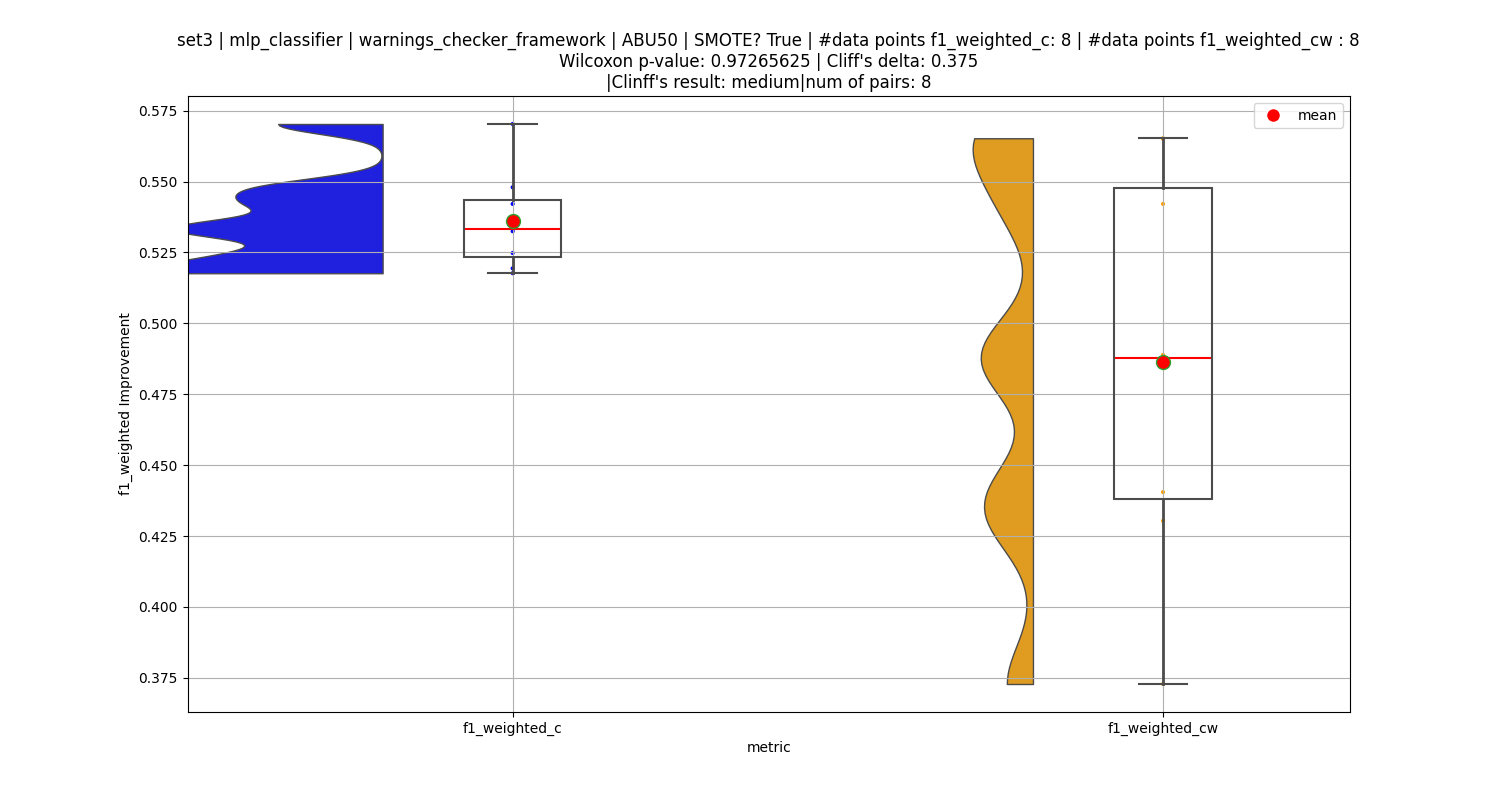 set3 | mlp_classifier | warnings_checker_framework | ABU50 | SMOTE? True | #data points f1_weighted_c: 8 | #data points f1_weighted_cw : 8
Wilcoxon p-value: 0.97265625 | Cliff's delta: 0.375
|Clinff's result: medium|num of pairs: 8
mean
0.575
0.550
0.525
0.500
0.475
0.450
0.425
0.400
0.375
f1_weighted Improvement
f1_weighted_c
f1_weighted_cw
metric